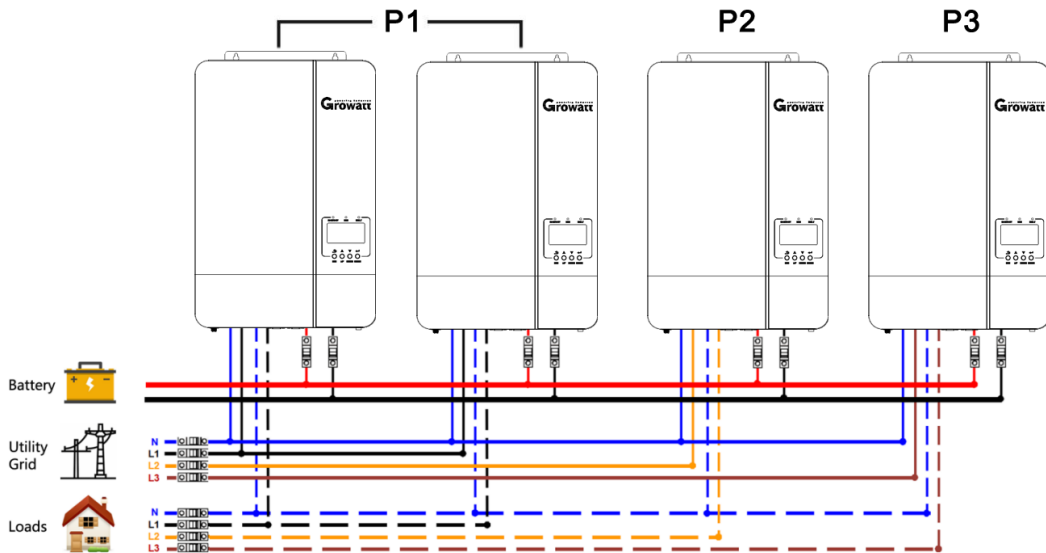 P1 P2 P3
Growatt Growatt Growatt Growatt
Battery
+ -
Utility
Grid
N
L1
L2
L3
Loads
N
L1
L2
L3